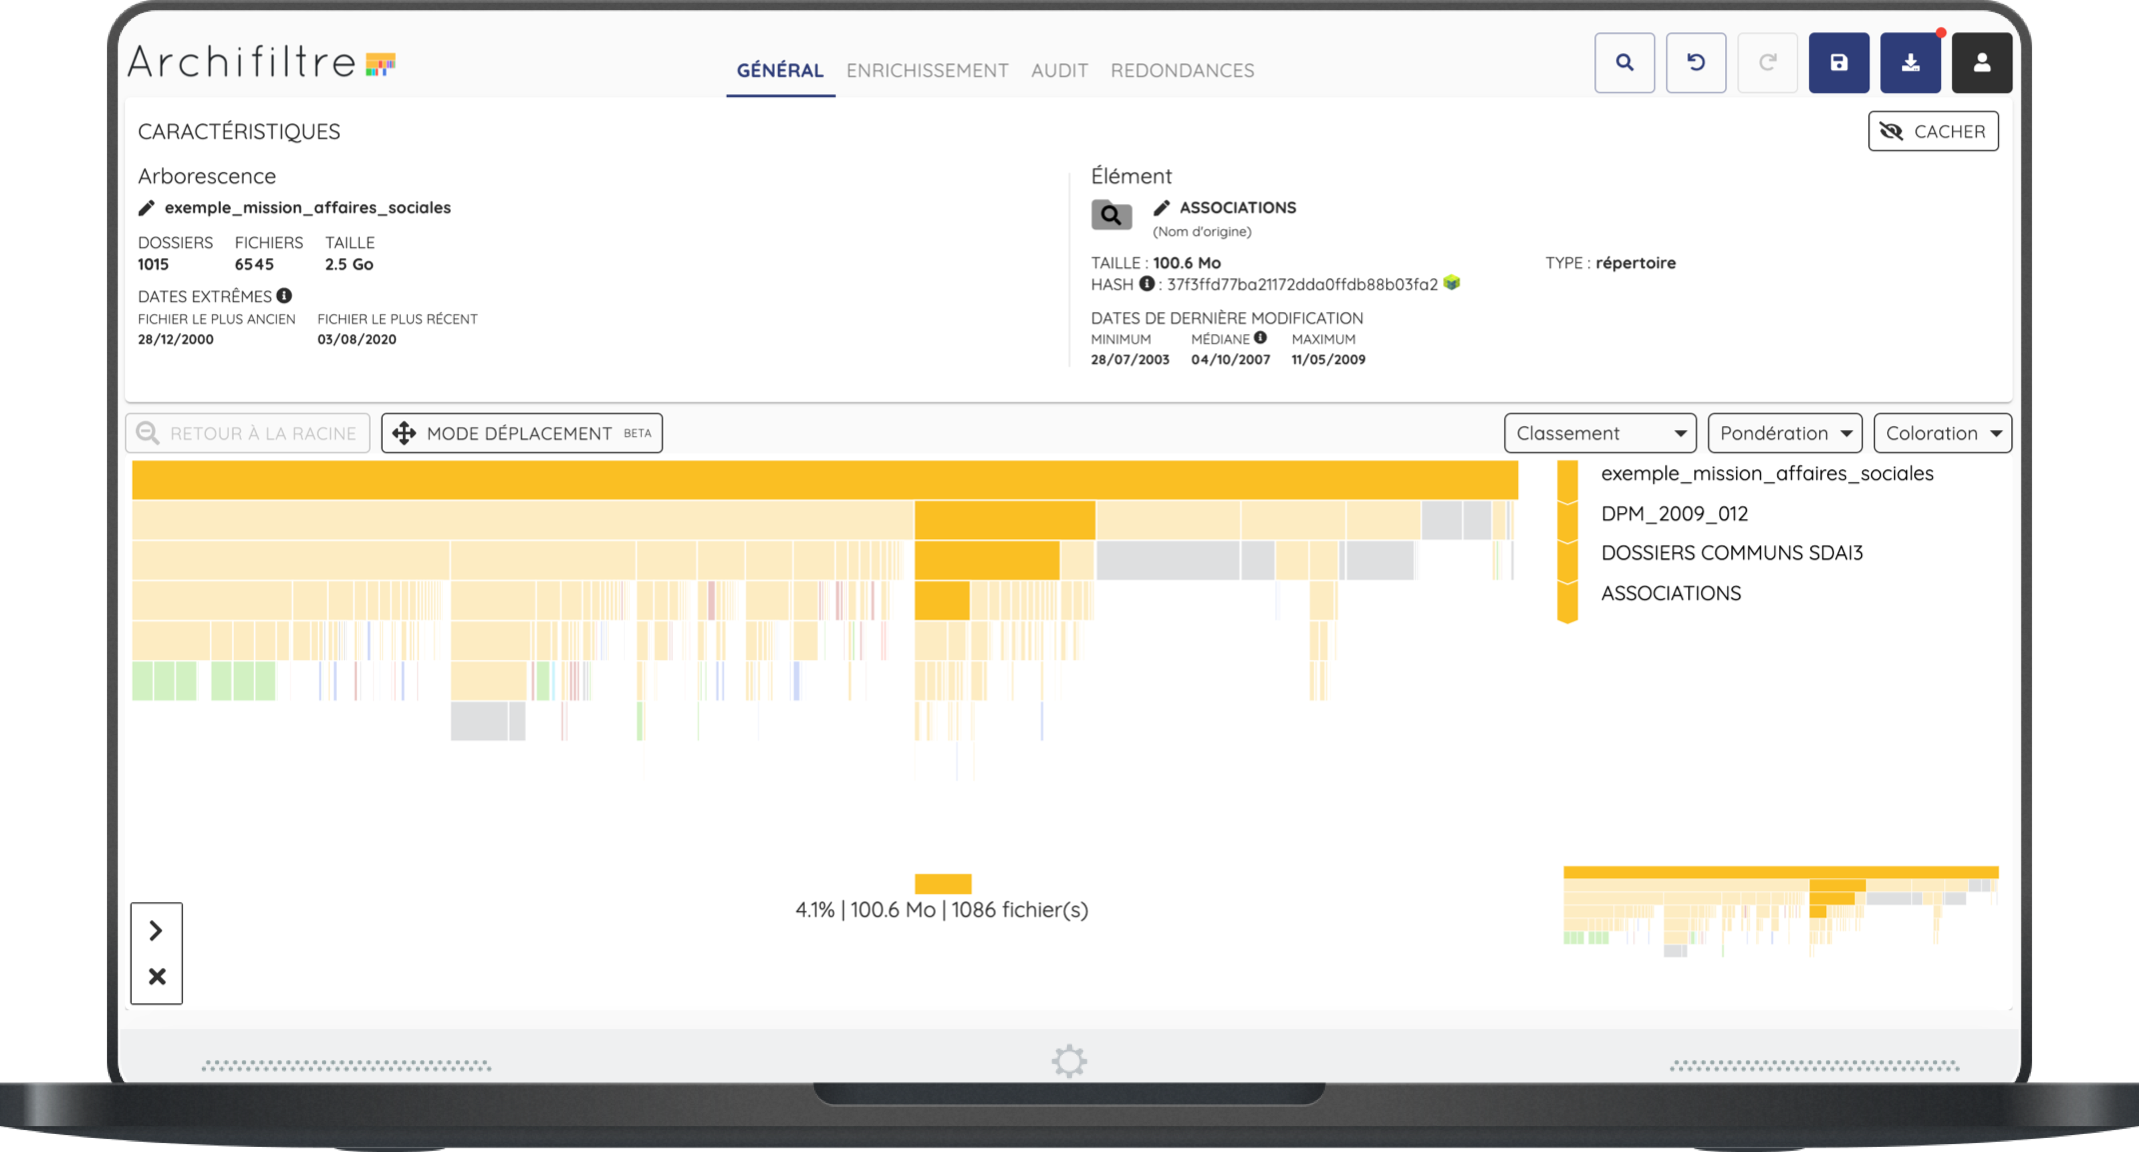 Archifiltre
GÉNÉRAL ENRICHISSEMENT AUDIT REDONDANCES
CARACTÉRISTIQUES
CACHER
Arborescence
exemple_mission_affaires_sociales
DOSSIERS FICHIERS TAILLE
1015 6545 2.5 Go
DATES EXTRÊMES
FICHIER LE PLUS ANCIEN FICHIER LE PLUS RÉCENT
28/12/2000 03/08/2020
Élément
ASSOCIATIONS
(Nom d'origine)
TAILLE : 100.6 Mo TYPE : répertoire
HASH : 37f3ffd77ba21172dda0ffdb88b03fa2
DATES DE DERNIÈRE MODIFICATION
MINIMUM MÉDIANE MAXIMUM
28/07/2003 04/10/2007 11/05/2009
RETOUR À LA RACINE MODE DÉPLACEMENT BETA Classement Pondération Coloration
exemple_mission_affaires_sociales
DPM_2009_012
DOSSIERS COMMUNS SDAI3
ASSOCIATIONS
4.1% | 100.6 Mo | 1086 fichier(s)